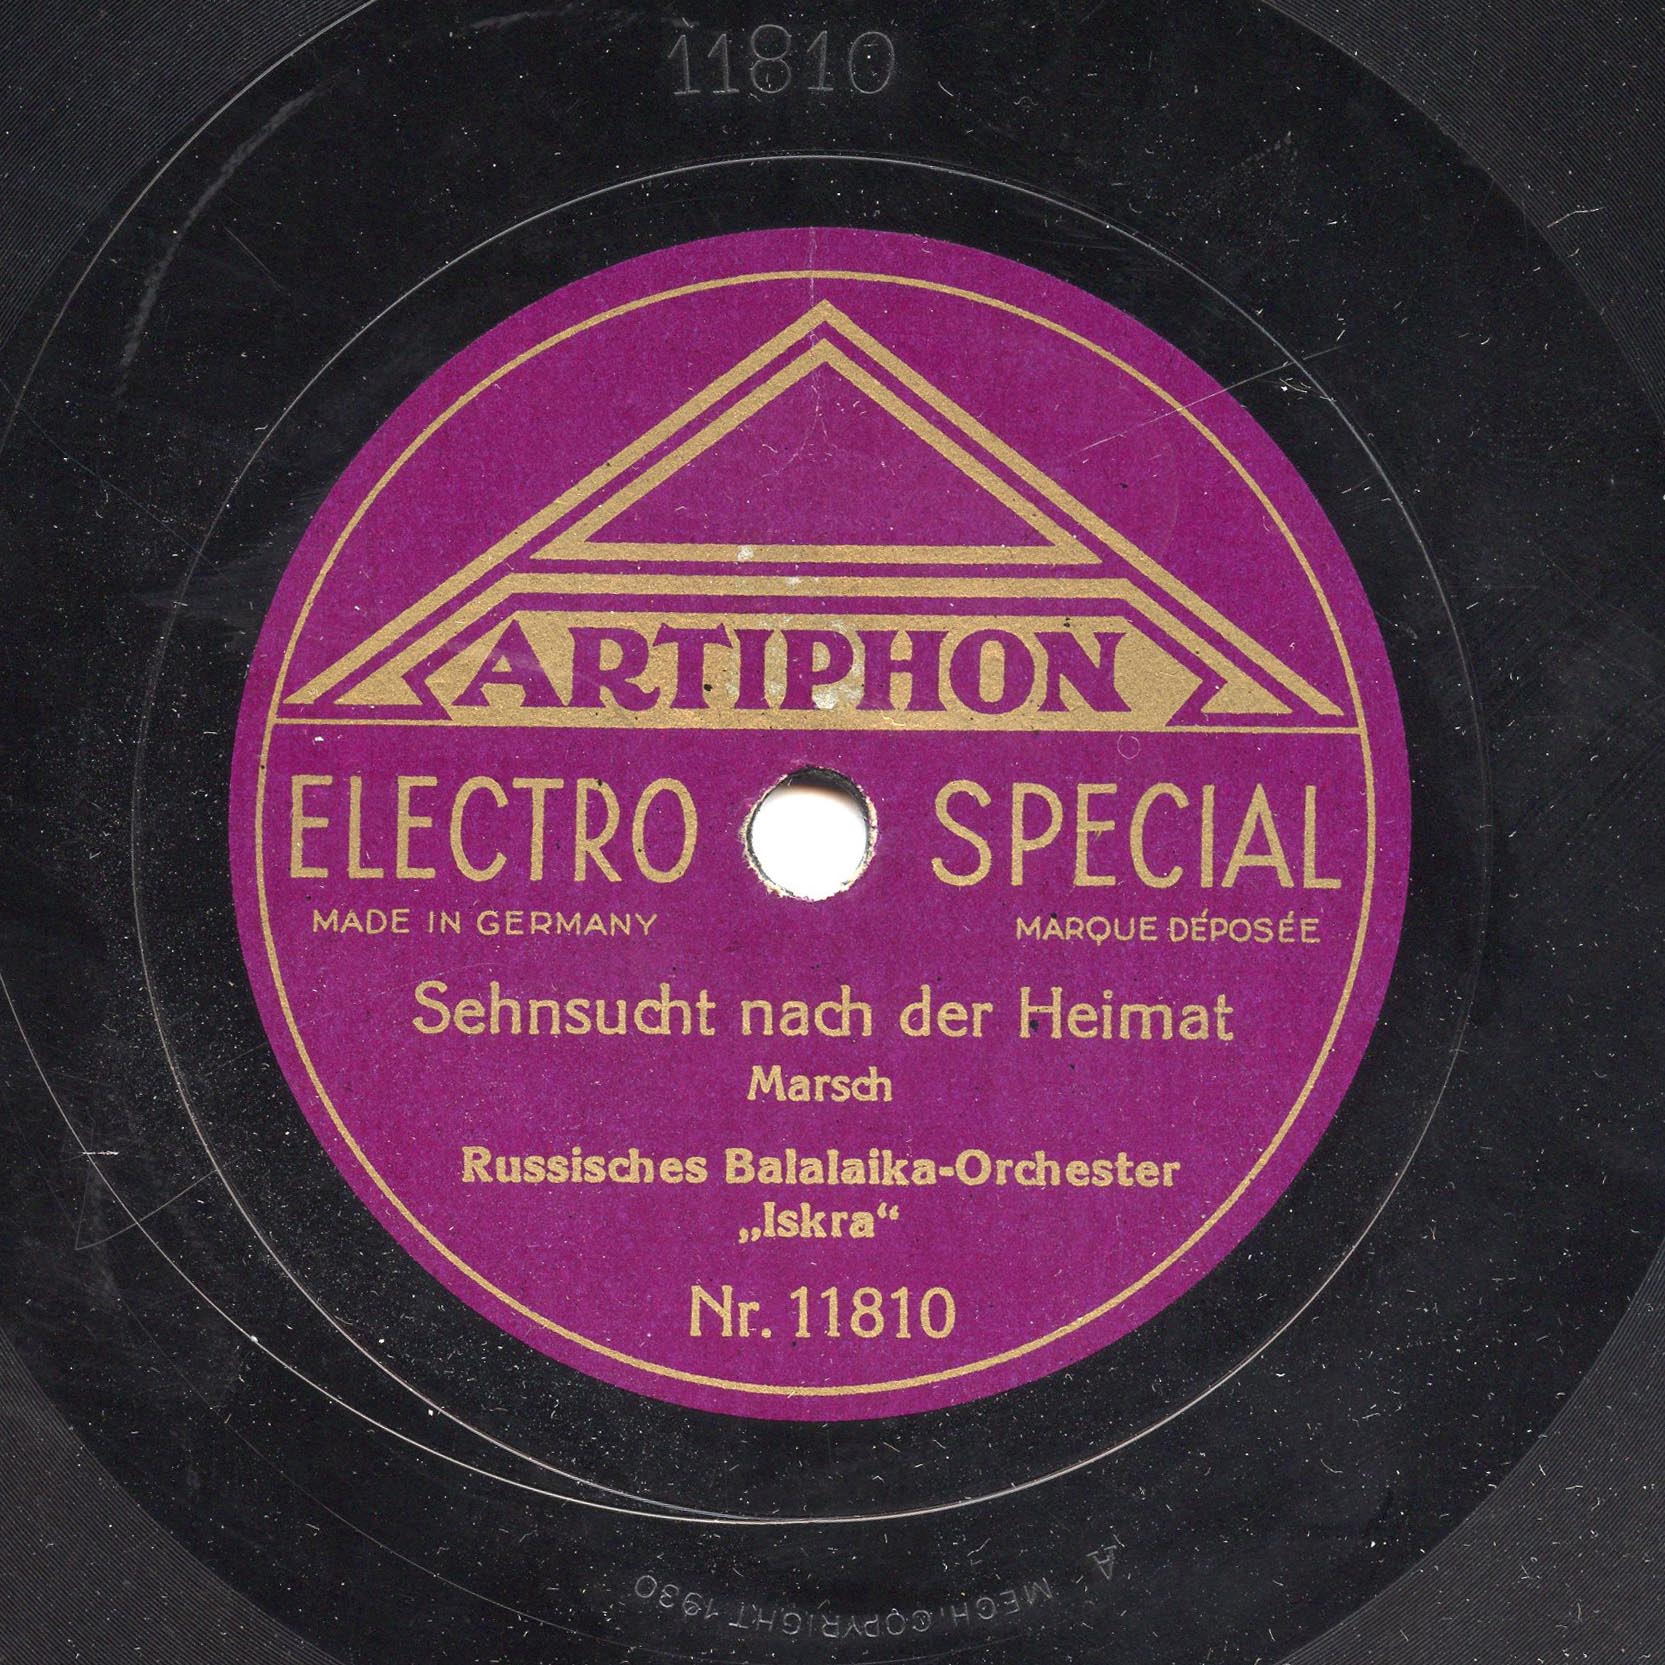 11810
ARTIPHON
ELECTRO SPECIAL
MADE IN GERMANY MARQUE DÉPOSÉE
Sehnsucht nach der Heimat
Marsch
Russisches Balalaika-Orchester
„Iskra“
Nr. 11810
A MECH. COPYRIGHT 1930